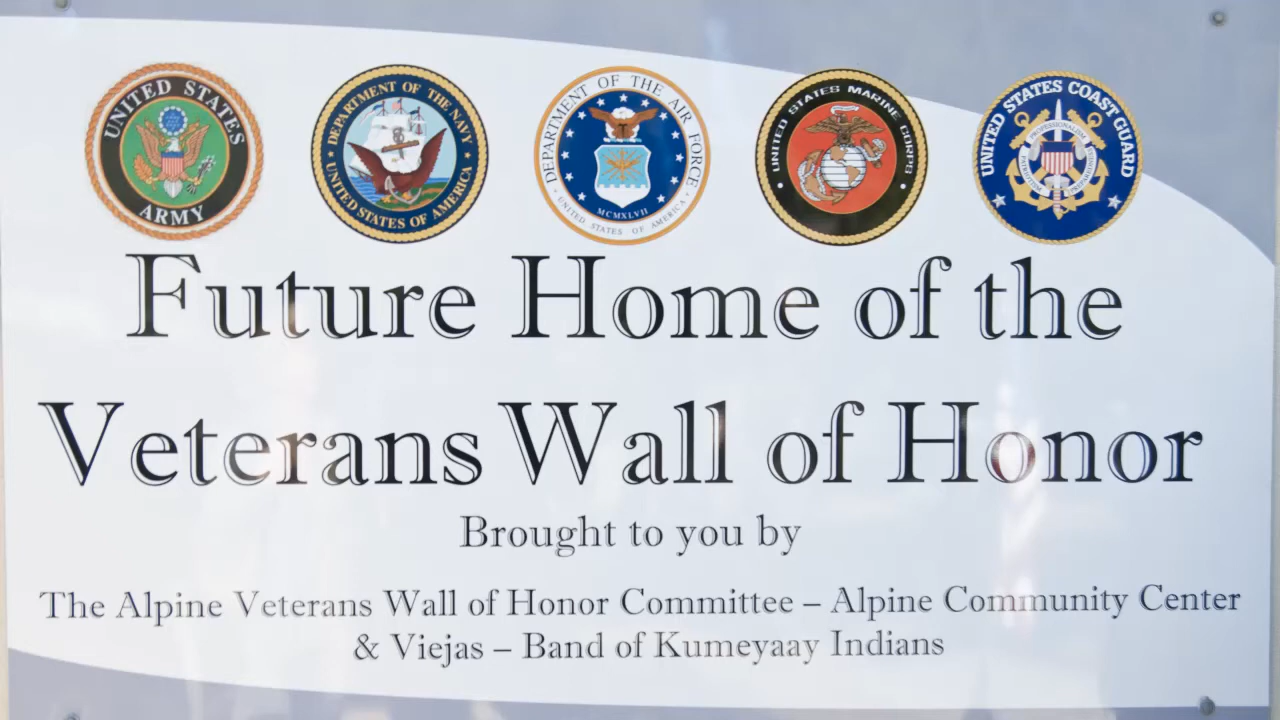 UNITED STATES ARMY
DEPARTMENT OF THE NAVY
UNITED STATES OF AMERICA
DEPARTMENT OF THE AIR FORCE
MCMXLVII
UNITED STATES OF AMERICA
UNITED STATES MARINE CORPS
UNITED STATES COAST GUARD
PROFESSIONALISM
Future Home of the
Veterans Wall of Honor
Brought to you by
The Alpine Veterans Wall of Honor Committee – Alpine Community Center
& Viejas – Band of Kumeyaay Indians